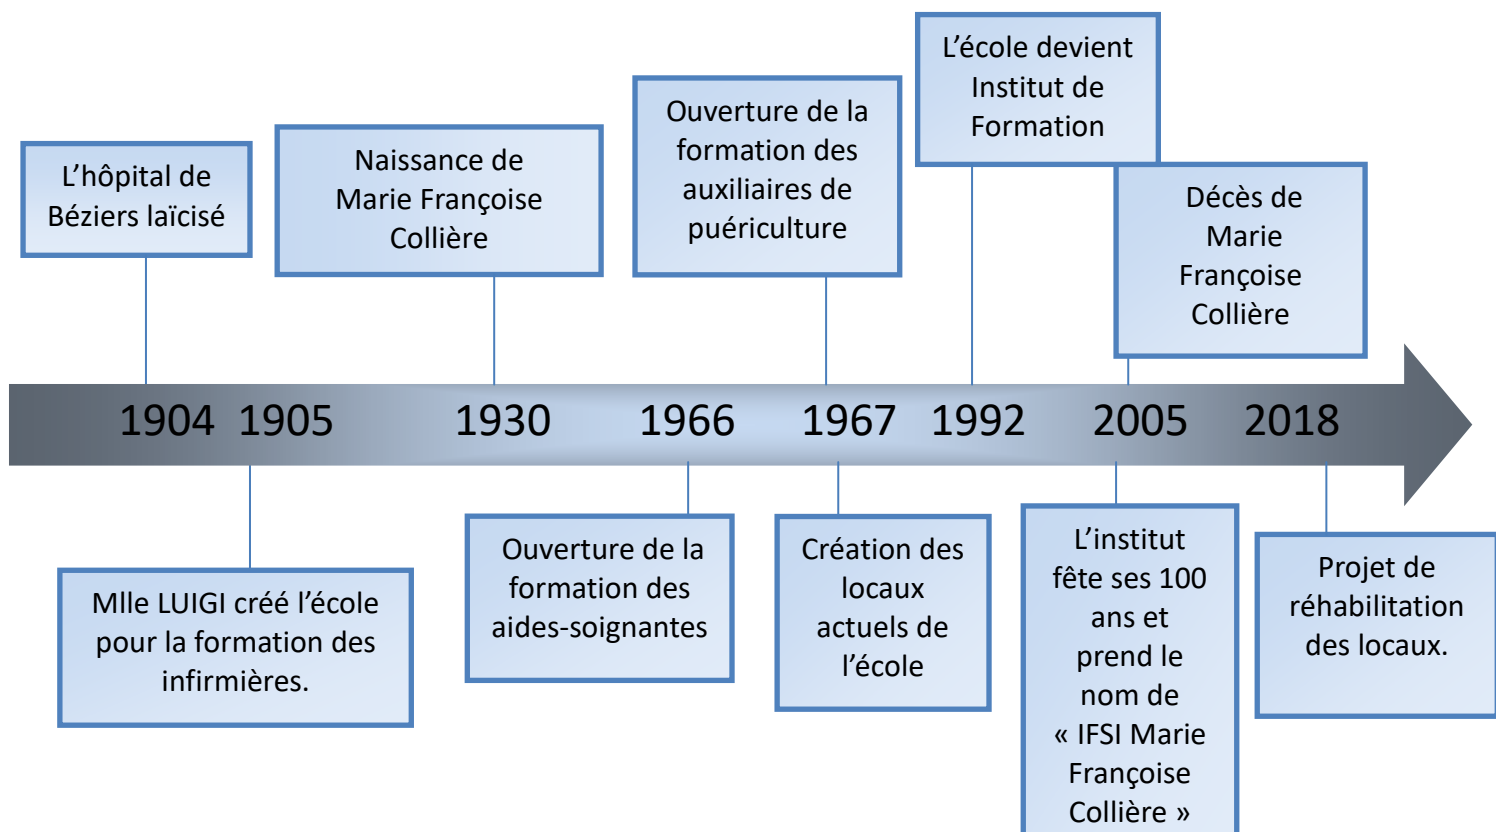 L’école devient
Institut de
Formation
Ouverture de la
formation des
auxiliaires de
puériculture
Naissance de
Marie Françoise
Collière
L’hôpital de
Béziers laïcisé
Décès de
Marie
Françoise
Collière
1904 1905 1930 1966 1967 1992 2005 2018
Mlle LUIGI créé l’école
pour la formation des
infirmières.
Ouverture de la
formation des
aides-soignantes
Création des
locaux
actuels de
l’école
L’institut
fête ses 100
ans et
prend le
nom de
« IFSI Marie
Françoise
Collière »
Projet de
réhabilitation
des locaux.